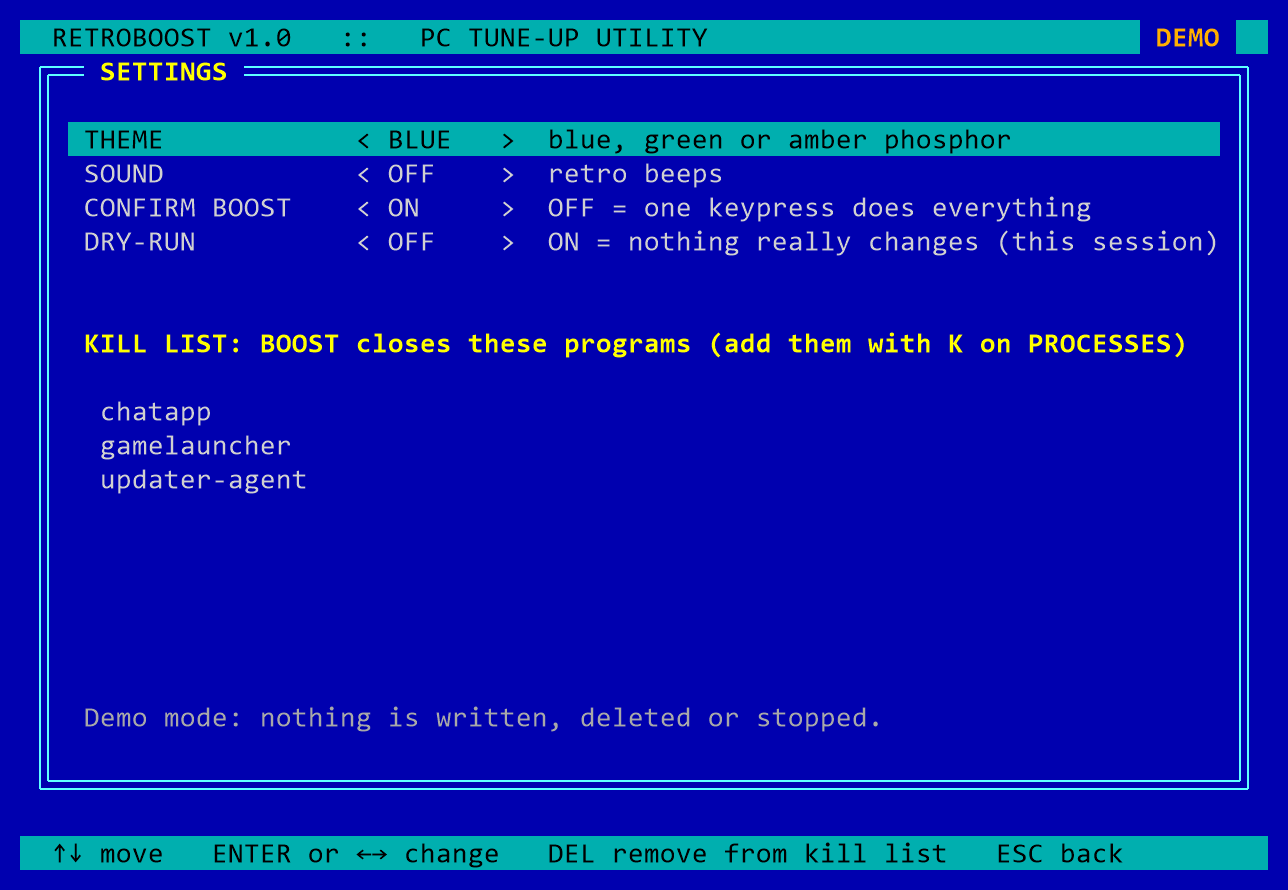 RETROBOOST v1.0 :: PC TUNE-UP UTILITY DEMO
SETTINGS
THEME < BLUE > blue, green or amber phosphor
SOUND < OFF > retro beeps
CONFIRM BOOST < ON > OFF = one keypress does everything
DRY-RUN < OFF > ON = nothing really changes (this session)
KILL LIST: BOOST closes these programs (add them with K on PROCESSES)
chatapp
gamelauncher
updater-agent
Demo mode: nothing is written, deleted or stopped.
↑↓ move ENTER or ←→ change DEL remove from kill list ESC back